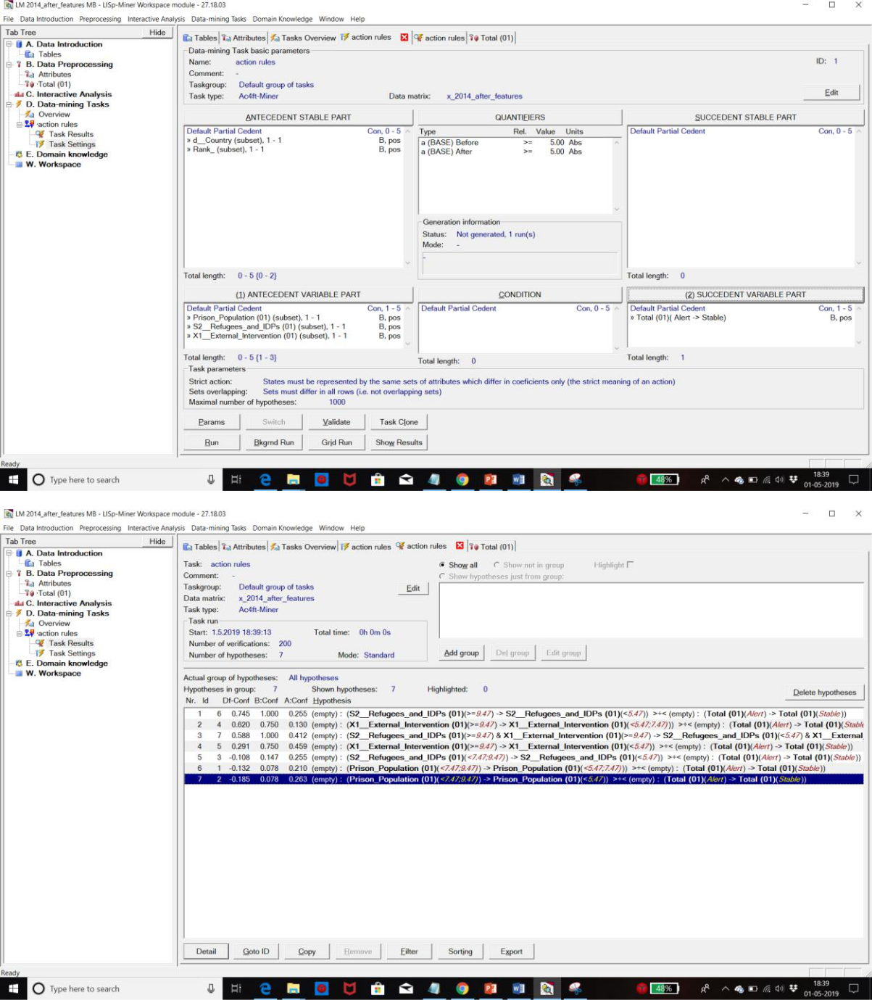 LM 2014_after_features MB - LISp-Miner Workspace module - 27.18.03
File Data Introduction Preprocessing Interactive Analysis Data-mining Tasks Domain Knowledge Window Help
Tab Tree Hide
A. Data Introduction
Tables
B. Data Preprocessing
Attributes
Total (01)
C. Interactive Analysis
D. Data-mining Tasks
Overview
action rules
Task Results
Task Settings
E. Domain knowledge
W. Workspace
Tables Attributes Tasks Overview action rules action rules Total (01)
Data-mining Task basic parameters
Name: action rules ID: 1
Comment: -
Taskgroup: Default group of tasks
Task type: Ac4ft-Miner Data matrix: x_2014_after_features
Edit
ANTECEDENT STABLE PART
Default Partial Cedent Con, 0 - 5
» d__Country (subset), 1 - 1 B, pos
» Rank_ (subset), 1 - 1 B, pos
Total length: 0 - 5 {0 - 2}
QUANTIFIERS
Type Rel. Value Units
a (BASE) Before >= 5.00 Abs
a (BASE) After >= 5.00 Abs
Generation information
Status: Not generated, 1 run(s)
Mode: -
-
SUCCEDENT STABLE PART
Default Partial Cedent Con, 0 - 5
Total length: 0
(1) ANTECEDENT VARIABLE PART
Default Partial Cedent Con, 1 - 5
» Prison_Population (01) (subset), 1 - 1 B, pos
» S2__Refugees_and_IDPs (01) (subset), 1 - 1 B, pos
» X1__External_Intervention (01) (subset), 1 - 1 B, pos
Total length: 0 - 5 {1 - 3}
CONDITION
Default Partial Cedent Con, 0 - 5
Total length: 0
(2) SUCCEDENT VARIABLE PART
Default Partial Cedent Con, 1 - 5
» Total (01)( Alert -> Stable) B, pos
Total length: 1
Task parameters
Strict action: States must be represented by the same sets of attributes which differ in coeficients only (the strict meaning of an action)
Sets overlapping: Sets must differ in all rows (i.e. not overlapping sets)
Maximal number of hypotheses: 1000
Params Switch Validate Task Clone
Run Bkgrnd Run Grid Run Show Results
Ready
Type here to search 48% 18:39
01-05-2019
LM 2014_after_features MB - LISp-Miner Workspace module - 27.18.03
File Data Introduction Preprocessing Interactive Analysis Data-mining Tasks Domain Knowledge Window Help
Tab Tree Hide
A. Data Introduction
Tables
B. Data Preprocessing
Attributes
Total (01)
C. Interactive Analysis
D. Data-mining Tasks
Overview
action rules
Task Results
Task Settings
E. Domain knowledge
W. Workspace
Tables Attributes Tasks Overview action rules action rules Total (01)
Task: action rules
Comment: -
Taskgroup: Default group of tasks Edit
Data matrix: x_2014_after_features
Task type: Ac4ft-Miner
Task run
Start: 1.5.2019 18:39:13 Total time: 0h 0m 0s
Number of verifications: 200
Number of hypotheses: 7 Mode: Standard
Show all Show not in group Highlight
Show hypotheses just from group:
Add group Del group Edit group
Actual group of hypotheses: All hypotheses
Hypotheses in group: 7 Shown hypotheses: 7 Highlighted: 0 Delete hypotheses
Nr. Id Df-Conf B:Conf A:Conf Hypothesis
1 6 0.745 1.000 0.255 (empty) : (S2__Refugees_and_IDPs (01)(>=9.47) -> S2__Refugees_and_IDPs (01)(<5.47)) >÷< (empty) : (Total (01)(Alert) -> Total (01)(Stable))
2 4 0.620 0.750 0.130 (empty) : (X1__External_Intervention (01)(>=9.47) -> X1__External_Intervention (01)(<5.47;7.47))) >÷< (empty) : (Total (01)(Alert) -> Total (01)(Stable
3 7 0.588 1.000 0.412 (empty) : (S2__Refugees_and_IDPs (01)(>=9.47) & X1__External_Intervention (01)(>=9.47) -> S2__Refugees_and_IDPs (01)(<5.47) & X1__External_
4 5 0.291 0.750 0.459 (empty) : (X1__External_Intervention (01)(>=9.47) -> X1__External_Intervention (01)(<5.47)) >÷< (empty) : (Total (01)(Alert) -> Total (01)(Stable))
5 3 -0.108 0.147 0.255 (empty) : (S2__Refugees_and_IDPs (01)(<7.47;9.47)) -> S2__Refugees_and_IDPs (01)(<5.47)) >÷< (empty) : (Total (01)(Alert) -> Total (01)(Stable))
6 1 -0.132 0.078 0.210 (empty) : (Prison_Population (01)(<7.47;9.47)) -> Prison_Population (01)(<5.47;7.47))) >÷< (empty) : (Total (01)(Alert) -> Total (01)(Stable))
7 2 -0.185 0.078 0.263 (empty) : (Prison_Population (01)(<7.47;9.47)) -> Prison_Population (01)(<5.47)) >÷< (empty) : (Total (01)(Alert) -> Total (01)(Stable))
Detail Goto ID Copy Remove Filter Sorting Export
Ready
Type here to search 48% 18:39
01-05-2019